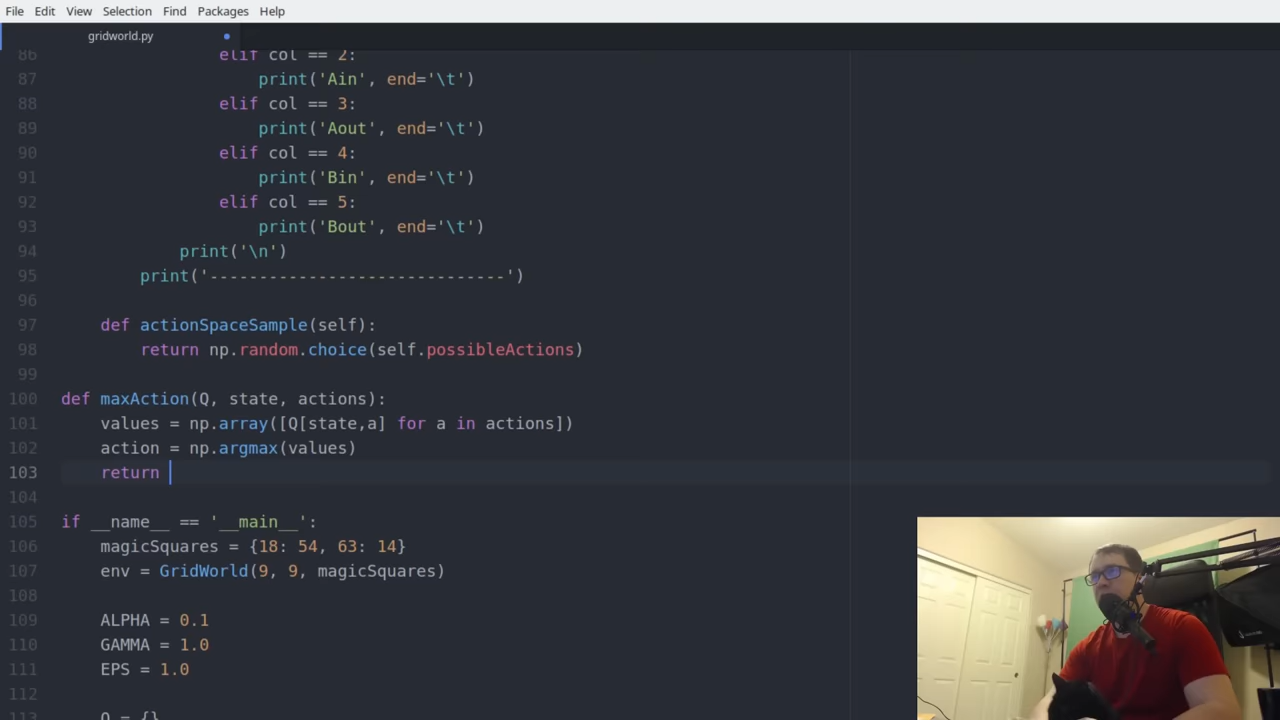 File Edit View Selection Find Packages Help
gridworld.py
86 elif col == 2:
87 print('Ain', end='\t')
88 elif col == 3:
89 print('Aout', end='\t')
90 elif col == 4:
91 print('Bin', end='\t')
92 elif col == 5:
93 print('Bout', end='\t')
94 print('\n')
95 print('------------------------------')
96
97 def actionSpaceSample(self):
98 return np.random.choice(self.possibleActions)
99
100 def maxAction(Q, state, actions):
101 values = np.array([Q[state,a] for a in actions])
102 action = np.argmax(values)
103 return
104
105 if __name__ == '__main__':
106 magicSquares = {18: 54, 63: 14}
107 env = GridWorld(9, 9, magicSquares)
108
109 ALPHA = 0.1
110 GAMMA = 1.0
111 EPS = 1.0
112
113 Q = {}